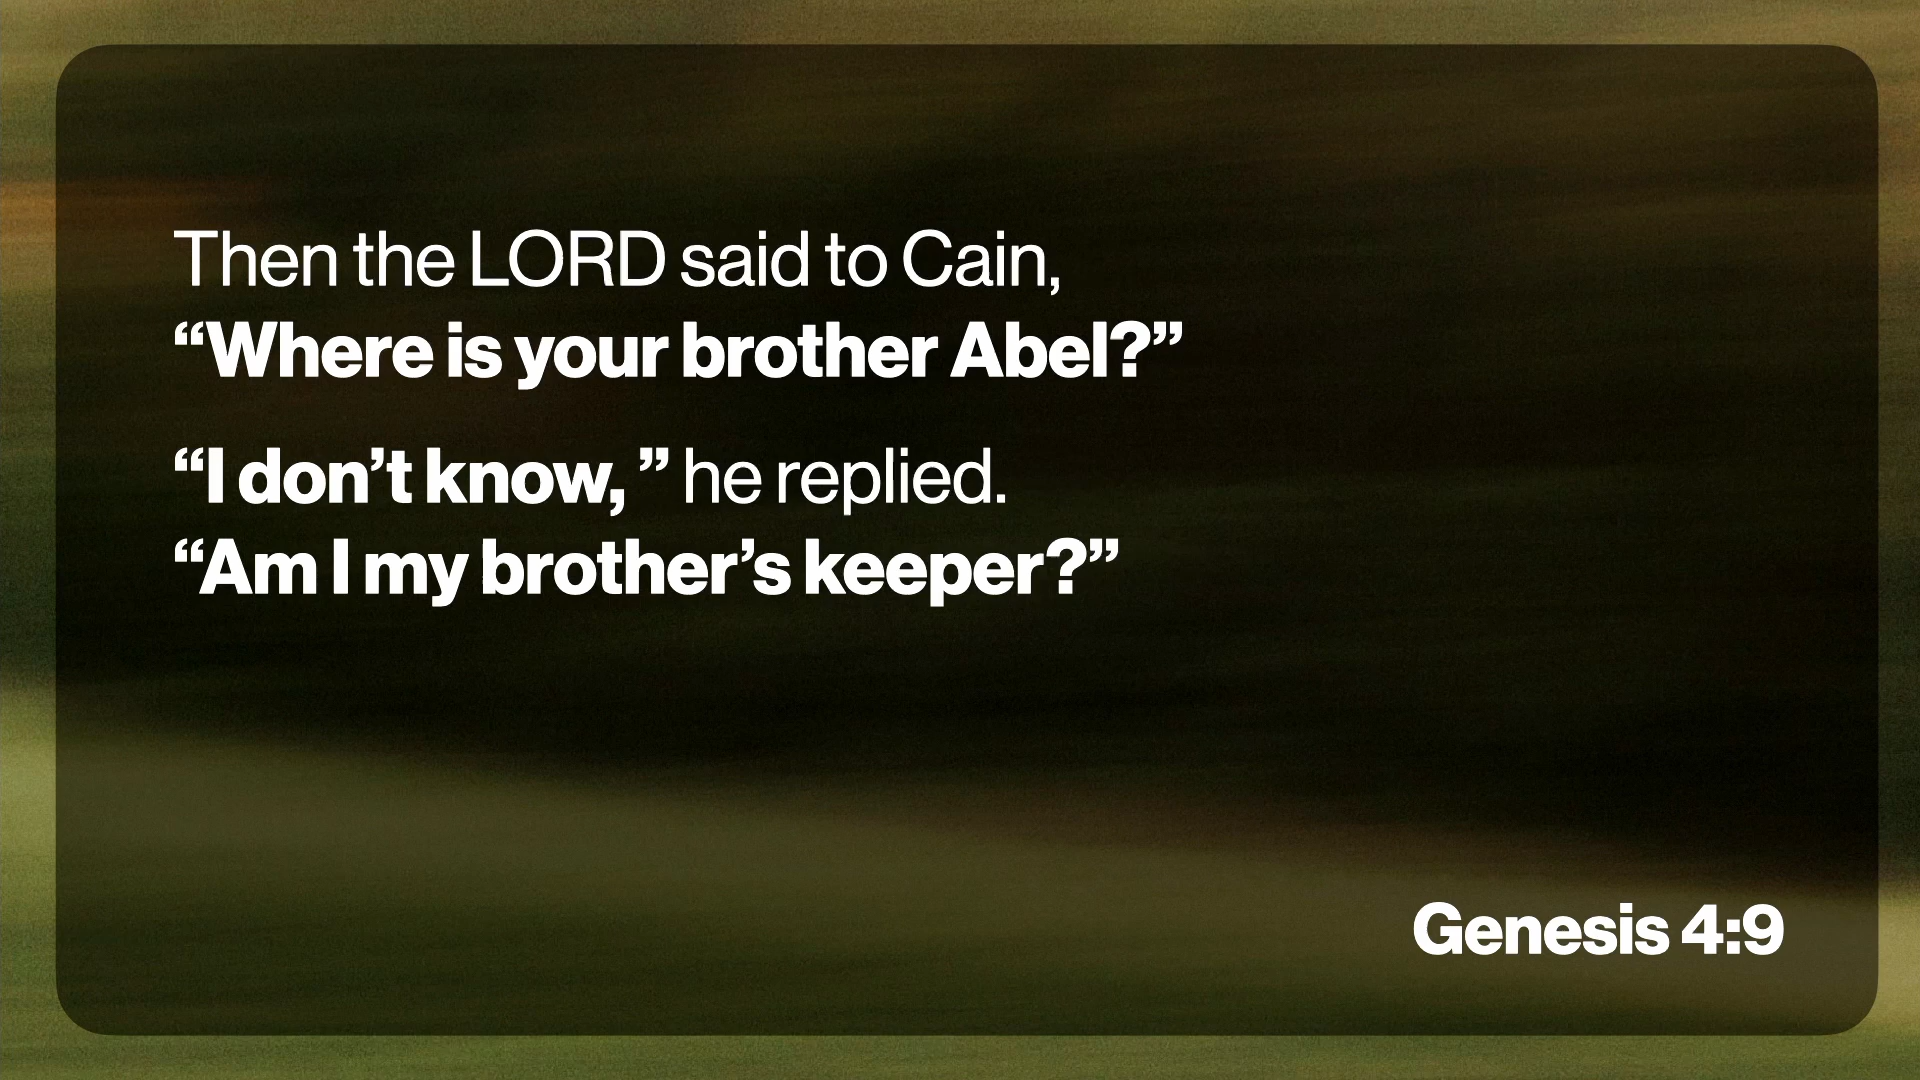 Then the LORD said to Cain,
“Where is your brother Abel?”
“I don’t know, ” he replied.
“Am I my brother’s keeper?”
Genesis 4:9